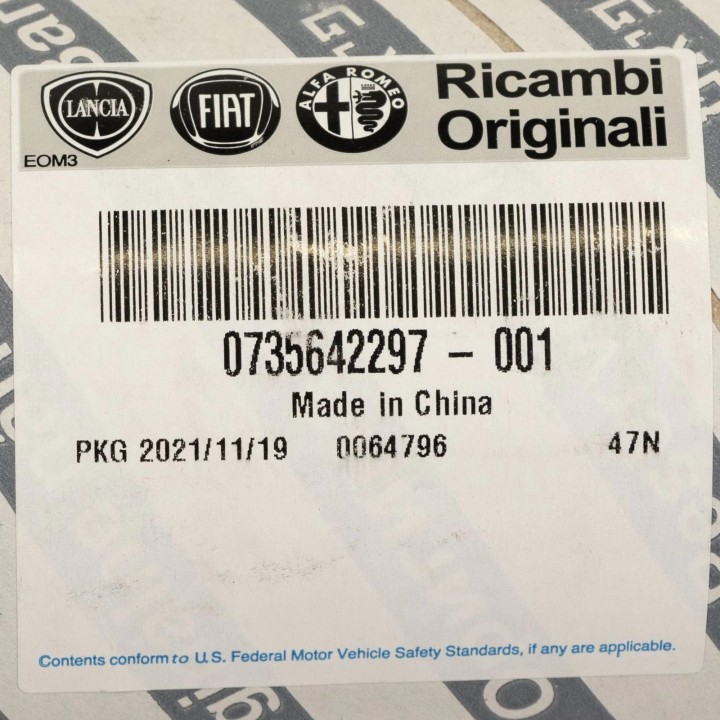 LANCIA
FIAT
ALFA ROMEO
Ricambi
Originali
EOM3
0735642297 - 001
Made in China
PKG 2021/11/19 0064796 47N
Contents conform to U.S. Federal Motor Vehicle Safety Standards, if any are applicable.